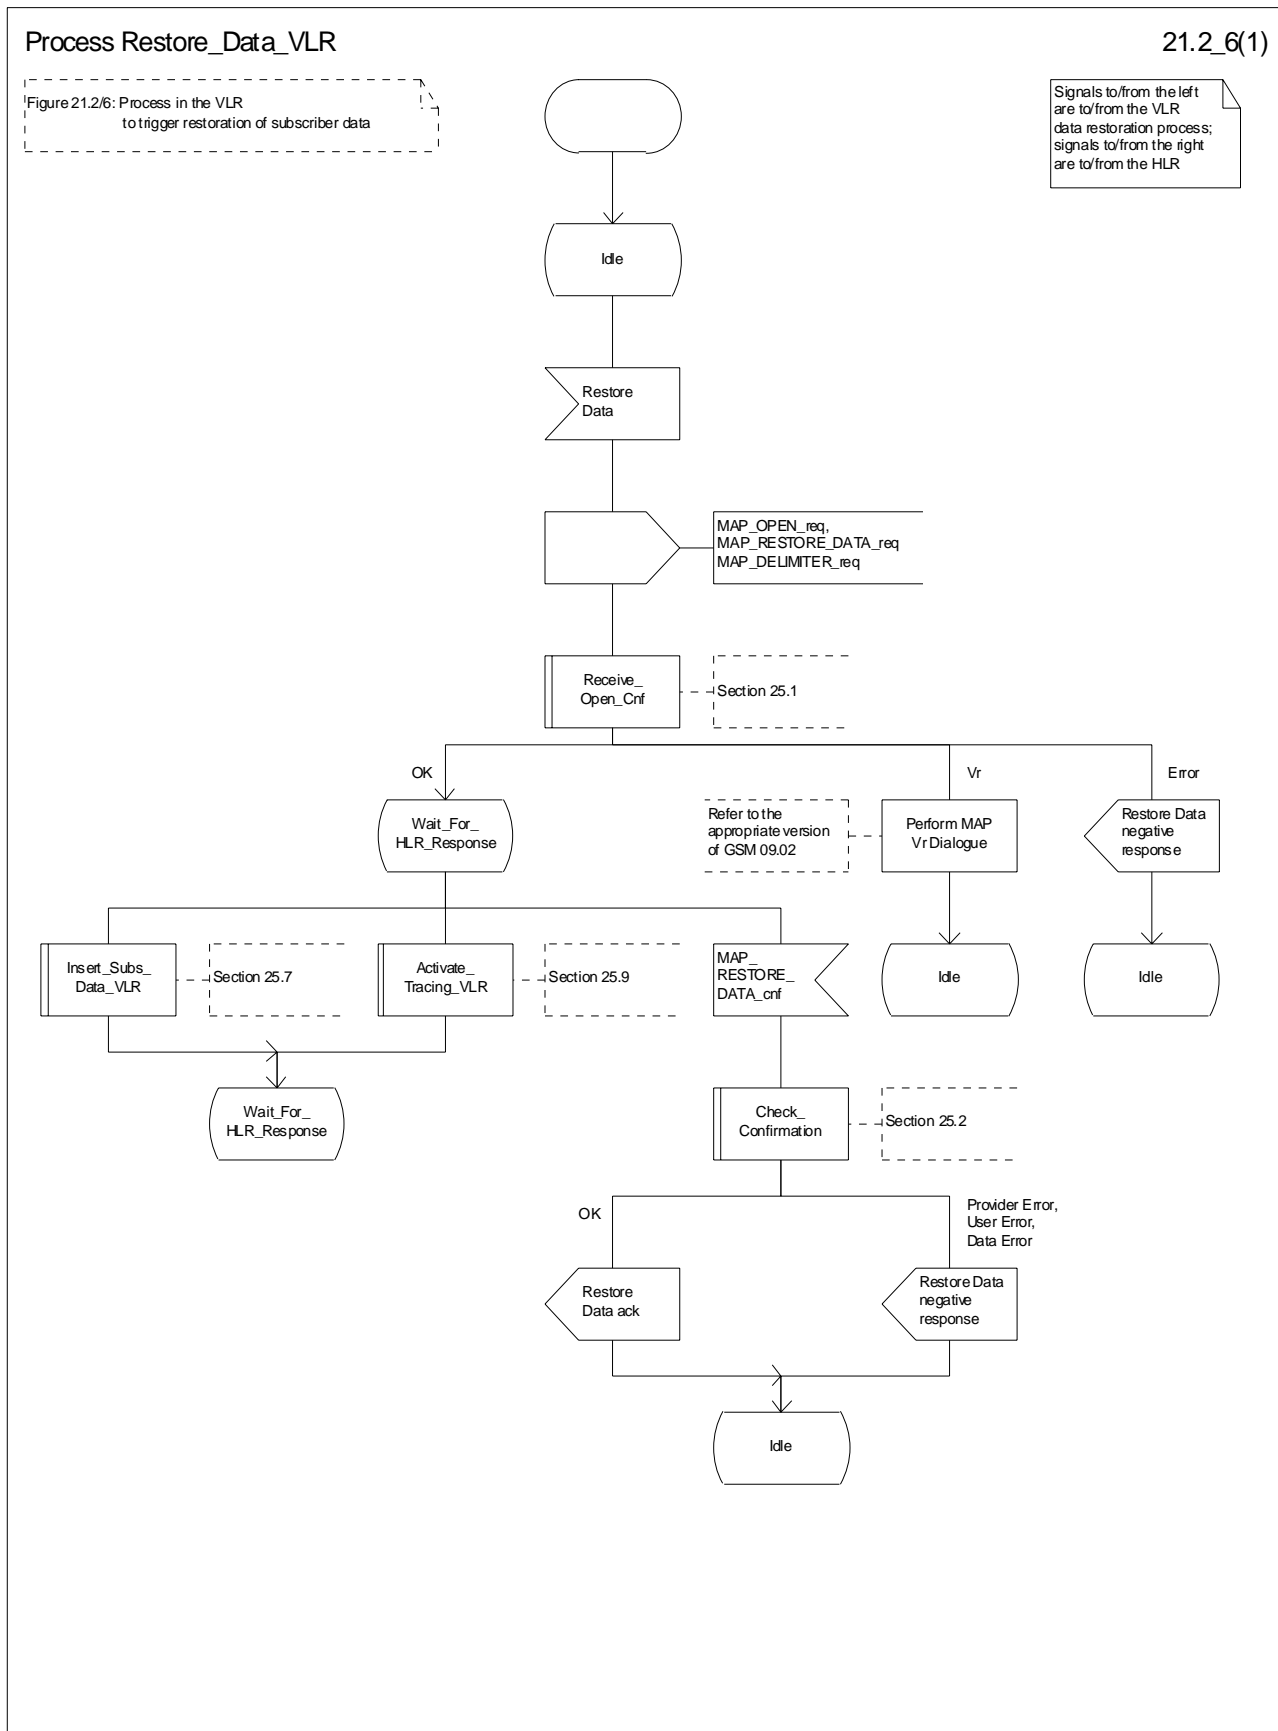 Process Restore_Data_VLR
21.2_6(1)
Figure 21.2/6: Process in the VLR
to trigger restoration of subscriber data
Signals to/from the left
are to/from the VLR
data restoration process;
signals to/from the right
are to/from the HLR
Idle
Restore
Data
MAP_OPEN_req,
MAP_RESTORE_DATA_req
MAP_DELIMITER_req
Receive_
Open_Cnf
Section 25.1
OK
Vr
Error
Wait_For_
HLR_Response
Refer to the
appropriate version
of GSM 09.02
Perform MAP
Vr Dialogue
Restore Data
negative
response
Insert_Subs_
Data_VLR
Section 25.7
Activate_
Tracing_VLR
Section 25.9
MAP_
RESTORE_
DATA_cnf
Idle
Idle
Wait_For_
HLR_Response
Check_
Confirmation
Section 25.2
OK
Provider Error,
User Error,
Data Error
Restore
Data ack
Restore Data
negative
response
Idle